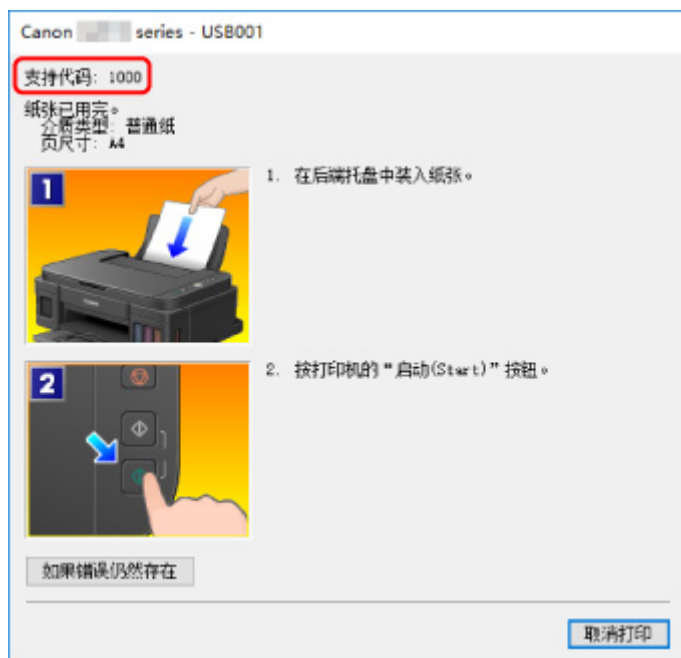 Canon series - USB001
支持代码: 1000
纸张已用完。
介质类型: 普通纸
页尺寸: A4
1
1. 在后端托盘中装入纸张。
2
2. 按打印机的“启动(Start)”按钮。
如果错误仍然存在
取消打印